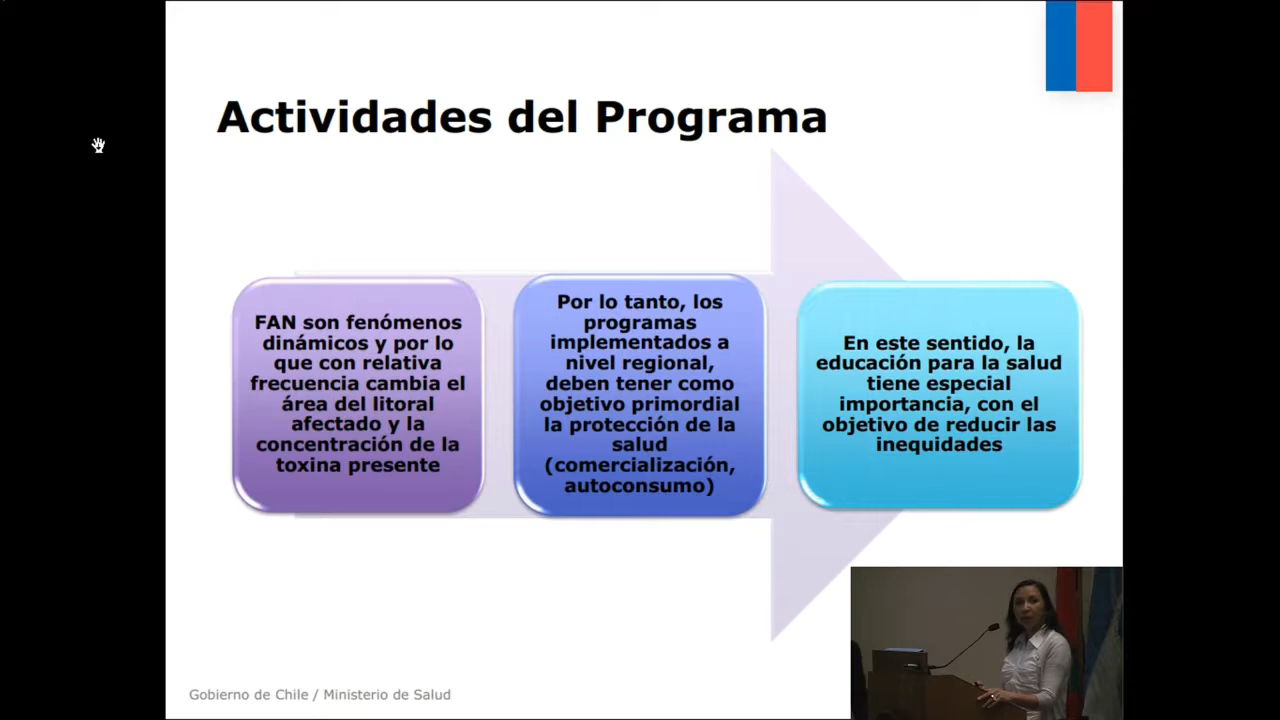 Actividades del Programa
FAN son fenómenos
dinámicos y por lo
que con relativa
frecuencia cambia el
área del litoral
afectado y la
concentración de la
toxina presente
Por lo tanto, los
programas
implementados a
nivel regional,
deben tener como
objetivo primordial
la protección de la
salud
(comercialización,
autoconsumo)
En este sentido, la
educación para la salud
tiene especial
importancia, con el
objetivo de reducir las
inequidades
Gobierno de Chile / Ministerio de Salud